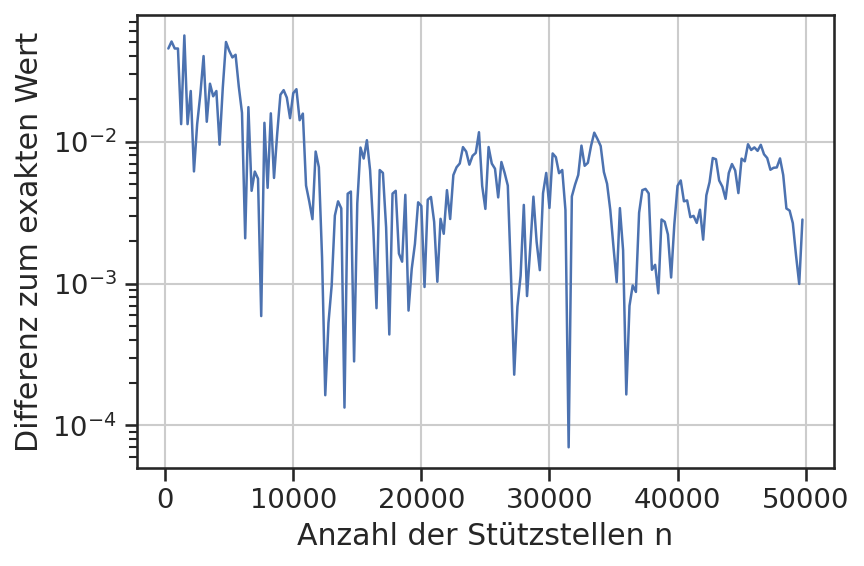 Differenz zum exakten Wert
10⁻²
10⁻³
10⁻⁴
0 10000 20000 30000 40000 50000
Anzahl der Stützstellen n